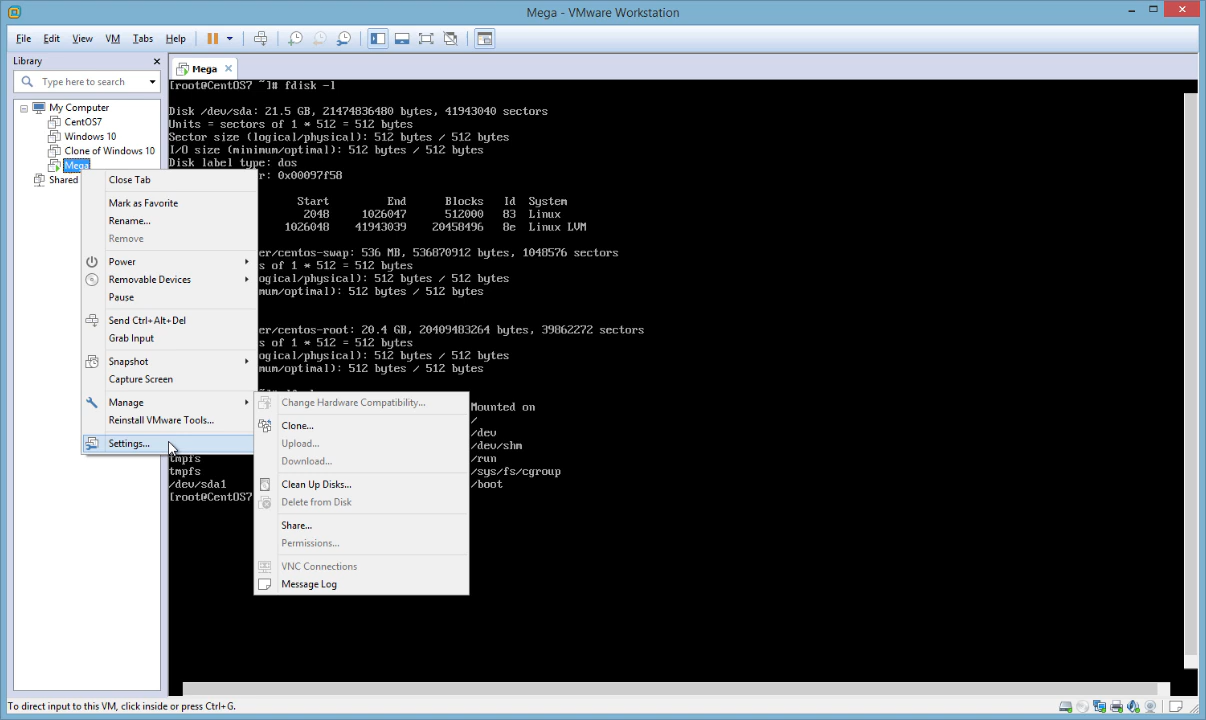 Mega - VMware Workstation
File Edit View VM Tabs Help
Library
Type here to search
My Computer
CentOS7
Windows 10
Clone of Windows 10
Mega
Shared
Close Tab
Mark as Favorite
Rename...
Remove
Power
Removable Devices
Pause
Send Ctrl+Alt+Del
Grab Input
Snapshot
Capture Screen
Manage
Reinstall VMware Tools...
Settings...
Change Hardware Compatibility...
Clone...
Upload...
Download...
Clean Up Disks...
Delete from Disk
Share...
Permissions...
VNC Connections
Message Log
Mega
[root@CentOS7 ~]# fdisk -l
Disk /dev/sda: 21.5 GB, 21474836480 bytes, 41943040 sectors
Units = sectors of 1 * 512 = 512 bytes
Sector size (logical/physical): 512 bytes / 512 bytes
I/O size (minimum/optimal): 512 bytes / 512 bytes
Disk label type: dos
r: 0x00097f58
Start End Blocks Id System
2048 1026047 512000 83 Linux
1026048 41943039 20458496 8e Linux LVM
er/centos-swap: 536 MB, 536870912 bytes, 1048576 sectors
s of 1 * 512 = 512 bytes
ogical/physical): 512 bytes / 512 bytes
mum/optimal): 512 bytes / 512 bytes
er/centos-root: 20.4 GB, 20409483264 bytes, 39862272 sectors
s of 1 * 512 = 512 bytes
ogical/physical): 512 bytes / 512 bytes
mum/optimal): 512 bytes / 512 bytes
Mounted on
/
/dev
/dev/shm
tmpfs /run
tmpfs /sys/fs/cgroup
/dev/sda1 /boot
[root@CentOS7
To direct input to this VM, click inside or press Ctrl+G.